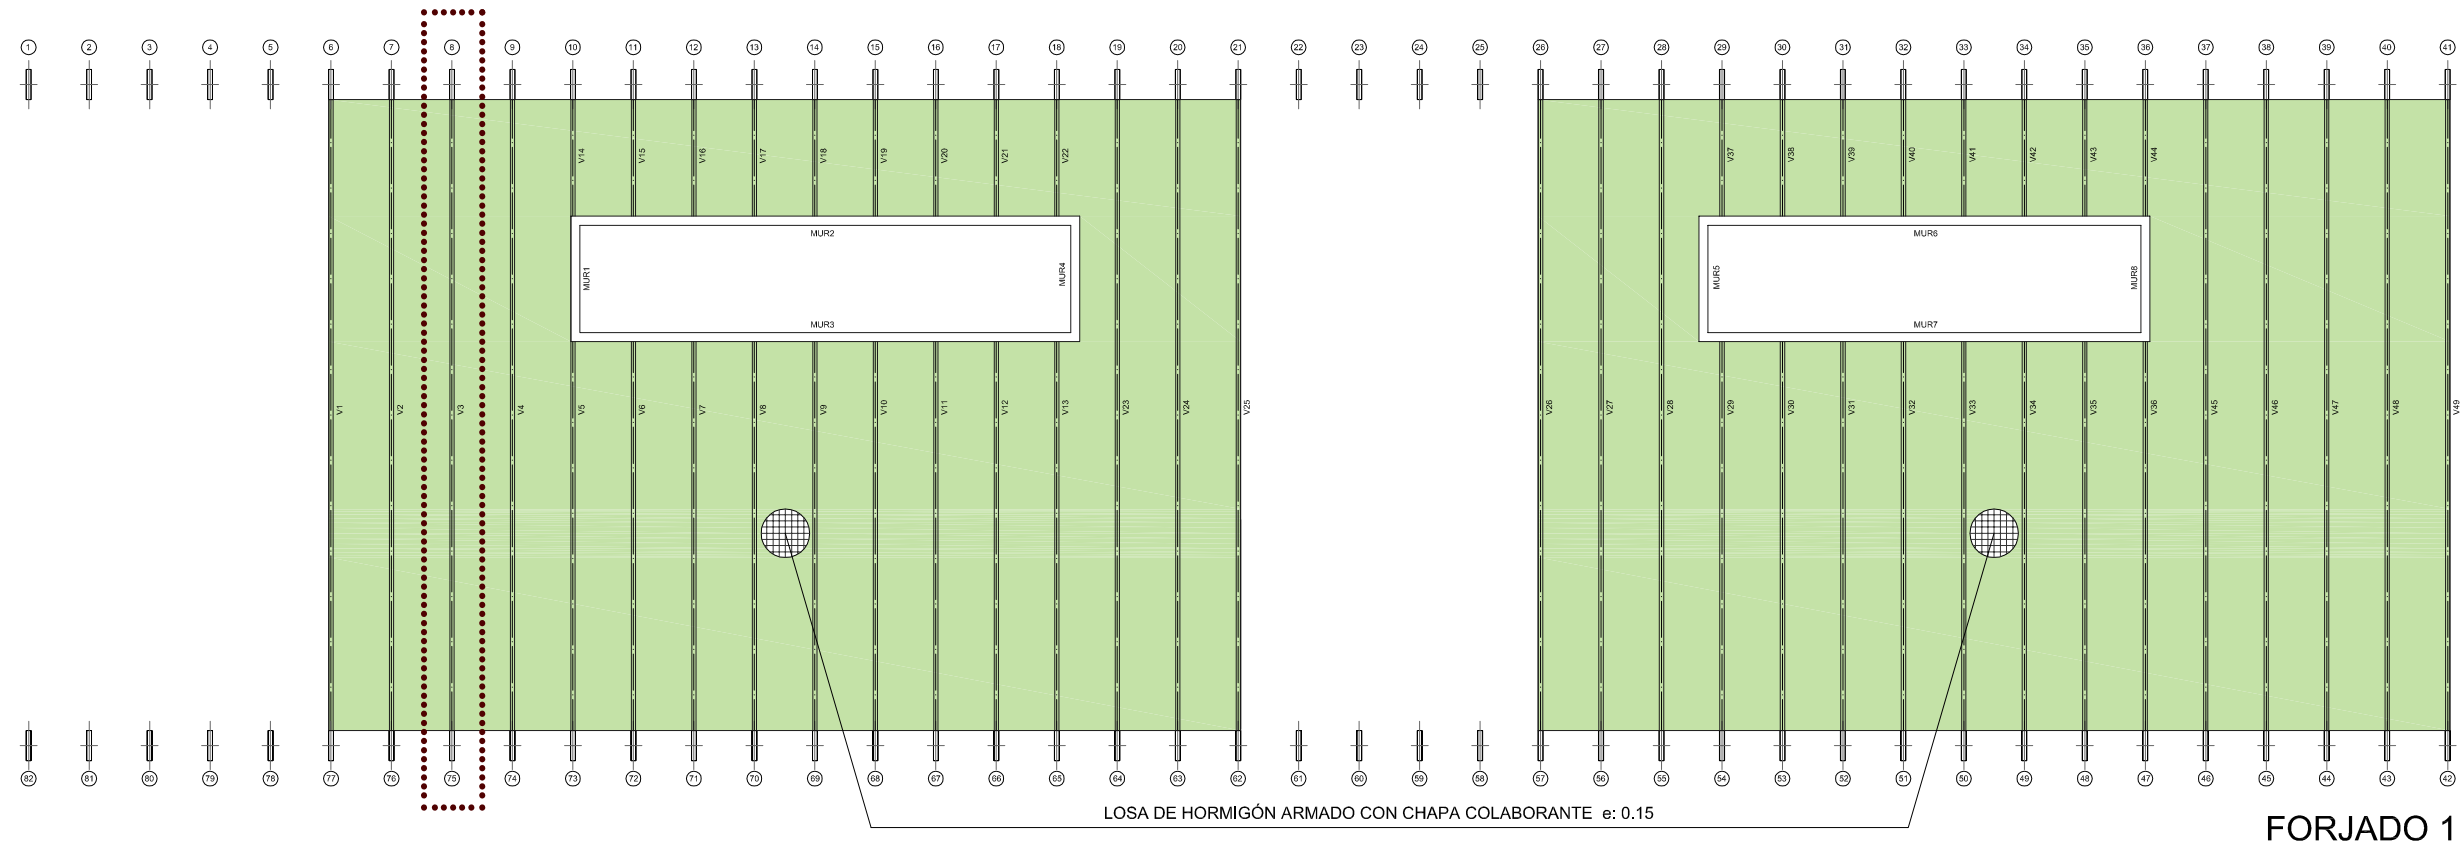 1 2 3 4 5 6 7 8 9 10 11 12 13 14 15 16 17 18 19 20 21 22 23 24 25 26 27 28 29 30 31 32 33 34 35 36 37 38 39 40 41
V14 V15 V16 V17 V18 V19 V20 V21 V22 V37 V38 V39 V40 V41 V42 V43 V44
MUR2 MUR6
MUR1 MUR4 MUR5 MUR8
MUR3 MUR7
V1 V2 V3 V4 V5 V6 V7 V8 V9 V10 V11 V12 V13 V23 V24 V25 V26 V27 V28 V29 V30 V31 V32 V33 V34 V35 V36 V45 V46 V47 V48 V49
82 81 80 79 78 77 76 75 74 73 72 71 70 69 68 67 66 65 64 63 62 61 60 59 58 57 56 55 54 53 52 51 50 49 48 47 46 45 44 43 42
LOSA DE HORMIGÓN ARMADO CON CHAPA COLABORANTE e: 0.15
FORJADO 1